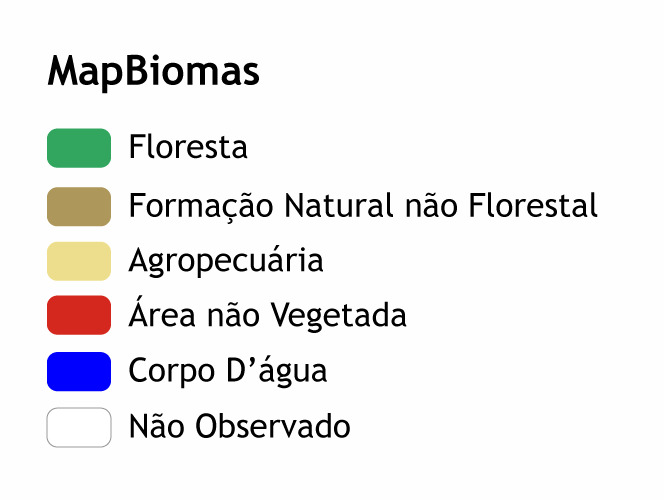 MapBiomas
Floresta
Formação Natural não Florestal
Agropecuária
Área não Vegetada
Corpo D’água
Não Observado